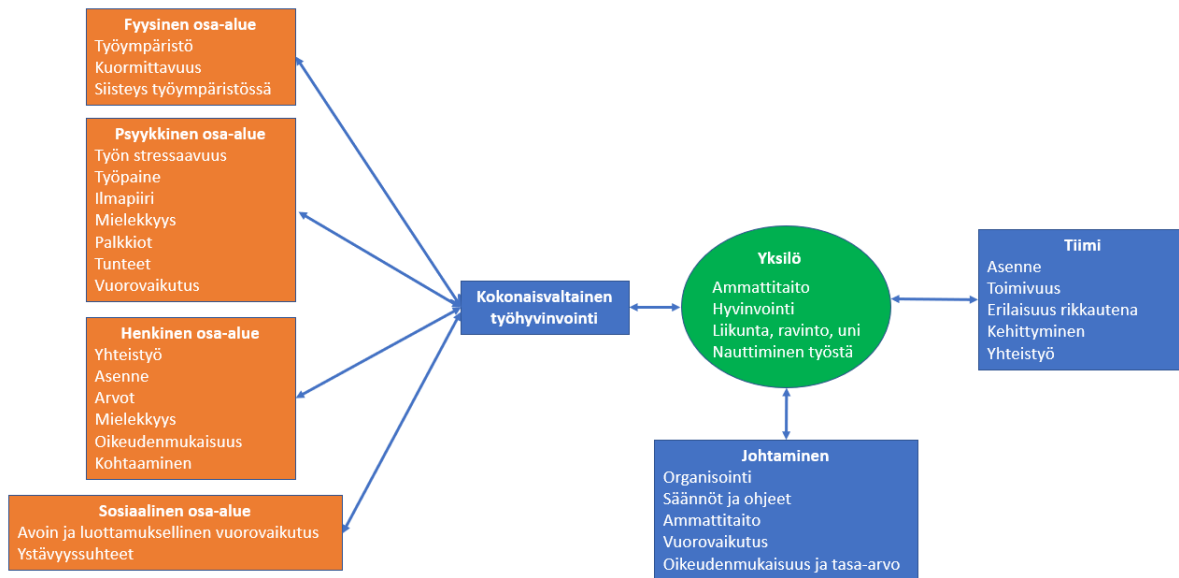 Fyysinen osa-alue
Työympäristö
Kuormittavuus
Siisteys työympäristössä
Psyykkinen osa-alue
Työn stressaavuus
Työpaine
Ilmapiiri
Mielekkyys
Palkkiot
Tunteet
Vuorovaikutus
Henkinen osa-alue
Yhteistyö
Asenne
Arvot
Mielekkyys
Oikeudenmukaisuus
Kohtaaminen
Sosiaalinen osa-alue
Avoin ja luottamuksellinen vuorovaikutus
Ystävyyssuhteet
Kokonaisvaltainen
työhyvinvointi
Yksilö
Ammattitaito
Hyvinvointi
Liikunta, ravinto, uni
Nauttiminen työstä
Tiimi
Asenne
Toimivuus
Erilaisuus rikkautena
Kehittyminen
Yhteistyö
Johtaminen
Organisointi
Säännöt ja ohjeet
Ammattitaito
Vuorovaikutus
Oikeudenmukaisuus ja tasa-arvo